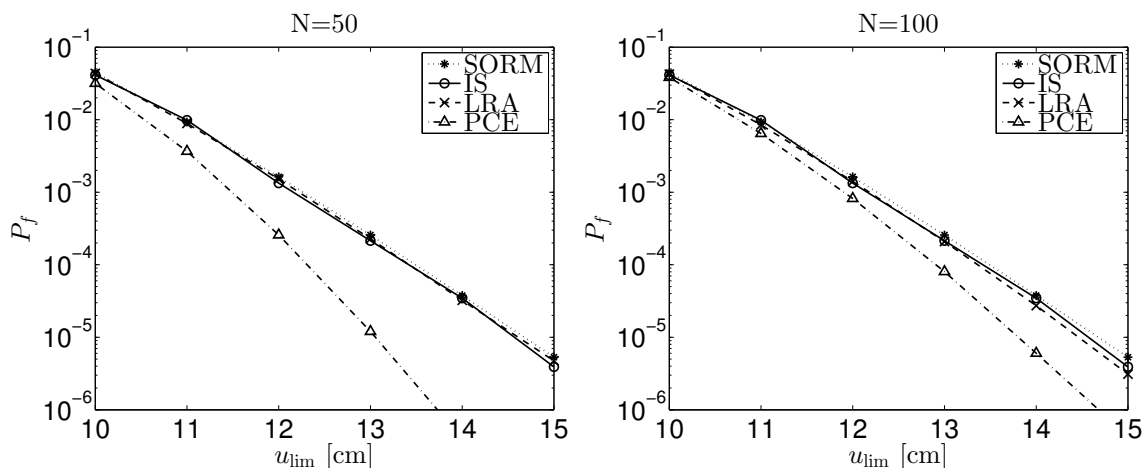 N=50
10^-1
10^-2
10^-3
10^-4
10^-5
10^-6
P_f
10 11 12 13 14 15
u_lim [cm]
SORM
IS
LRA
PCE
N=100
10^-1
10^-2
10^-3
10^-4
10^-5
10^-6
P_f
10 11 12 13 14 15
u_lim [cm]
SORM
IS
LRA
PCE